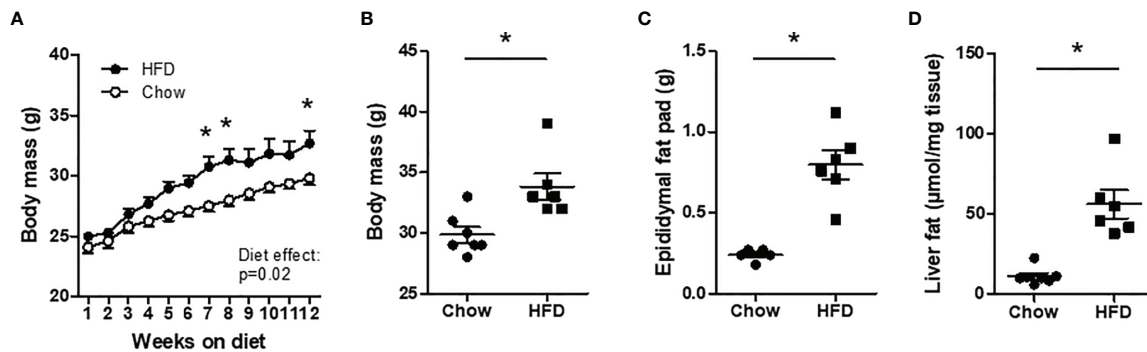 A
Body mass (g)
40
35
30
25
20
HFD
Chow
*
*
*
Diet effect:
p=0.02
1 2 3 4 5 6 7 8 9 101112
Weeks on diet
B
Body mass (g)
45
40
35
30
25
*
Chow HFD
C
Epididymal fat pad (g)
1.5
1.0
0.5
0.0
*
Chow HFD
D
Liver fat (µmol/mg tissue)
150
100
50
0
*
Chow HFD